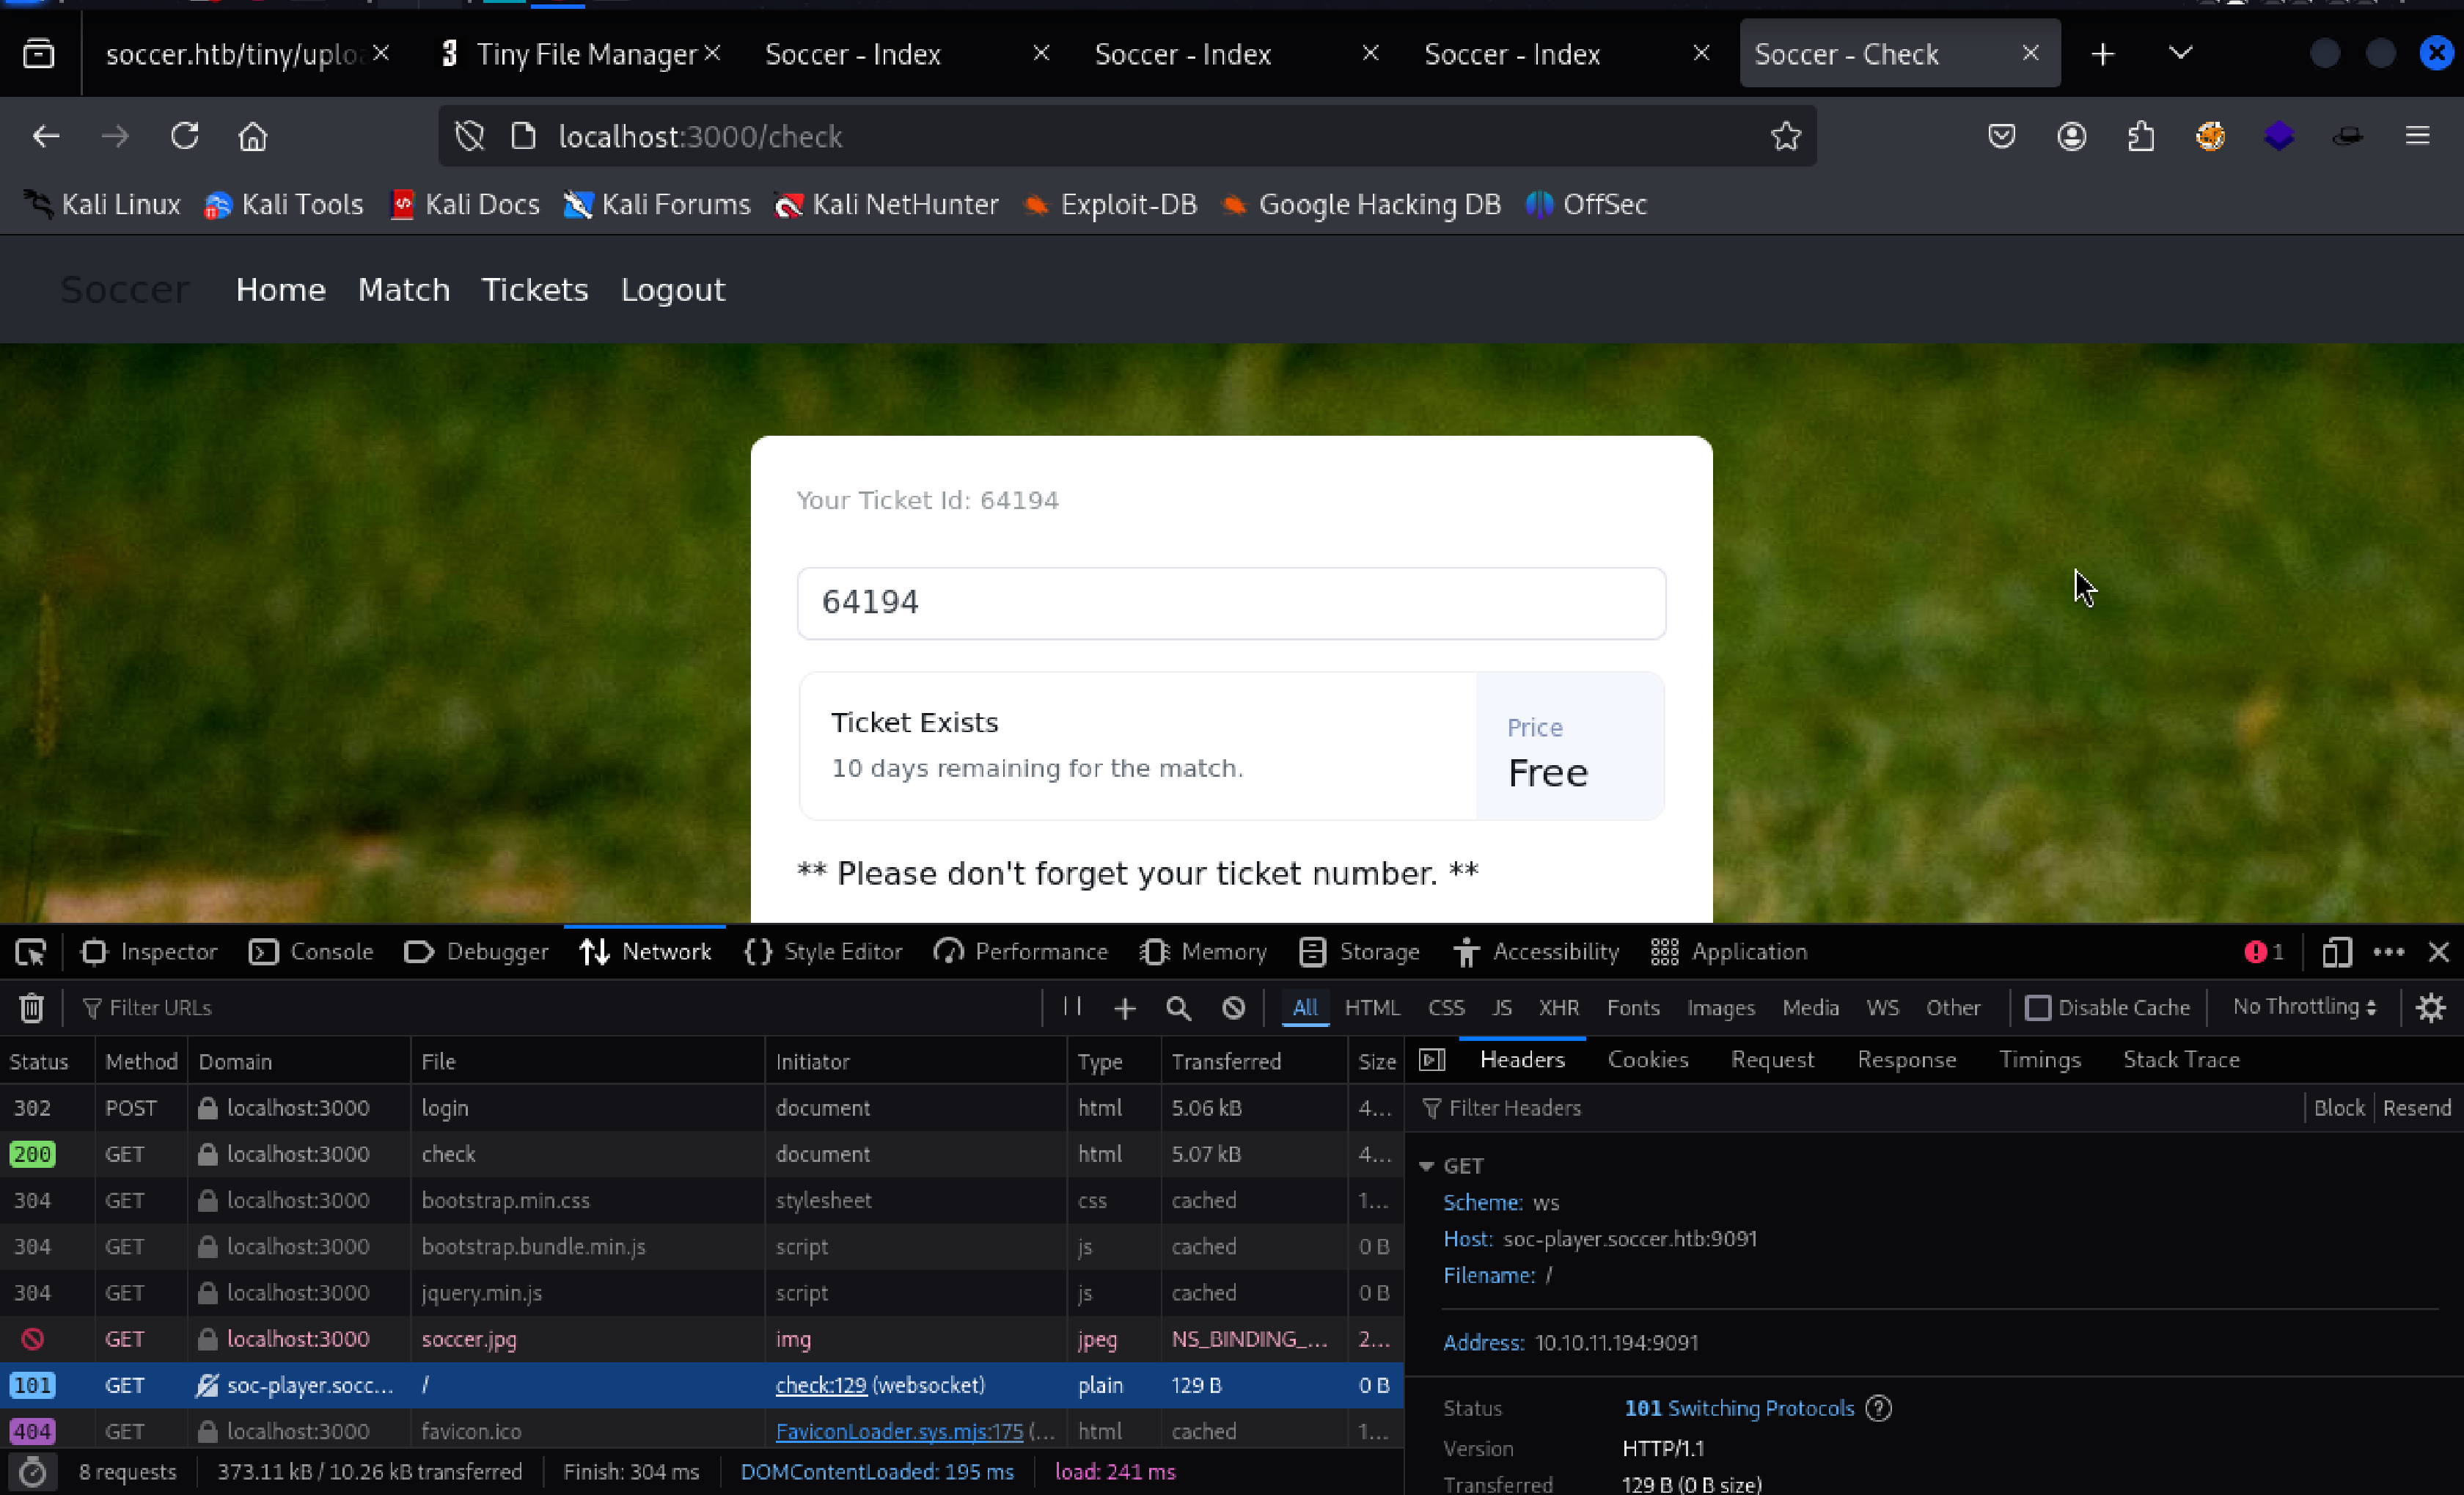 soccer.htb/tiny/uplo
Tiny File Manager
Soccer - Index
Soccer - Index
Soccer - Index
Soccer - Check
localhost:3000/check
Kali Linux
Kali Tools
Kali Docs
Kali Forums
Kali NetHunter
Exploit-DB
Google Hacking DB
OffSec
Soccer
Home
Match
Tickets
Logout
Your Ticket Id: 64194
64194
Ticket Exists
10 days remaining for the match.
Price
Free
** Please don't forget your ticket number. **
Inspector
Console
Debugger
Network
Style Editor
Performance
Memory
Storage
Accessibility
Application
1
Filter URLs
All
HTML
CSS
JS
XHR
Fonts
Images
Media
WS
Other
Disable Cache
No Throttling
Status Method Domain File Initiator Type Transferred Size
302 POST localhost:3000 login document html 5.06 kB 4...
200 GET localhost:3000 check document html 5.07 kB 4...
304 GET localhost:3000 bootstrap.min.css stylesheet css cached 1...
304 GET localhost:3000 bootstrap.bundle.min.js script js cached 0 B
304 GET localhost:3000 jquery.min.js script js cached 0 B
GET localhost:3000 soccer.jpg img jpeg NS_BINDING_... 2...
101 GET soc-player.socc... / check:129 (websocket) plain 129 B 0 B
404 GET localhost:3000 favicon.ico FaviconLoader.sys.mjs:175 (... html cached 1...
8 requests
373.11 kB / 10.26 kB transferred
Finish: 304 ms
DOMContentLoaded: 195 ms
load: 241 ms
Headers
Cookies
Request
Response
Timings
Stack Trace
Filter Headers
Block
Resend
GET
Scheme: ws
Host: soc-player.soccer.htb:9091
Filename: /
Address: 10.10.11.194:9091
Status 101 Switching Protocols ?
Version HTTP/1.1
Transferred 129 B (0 B size)